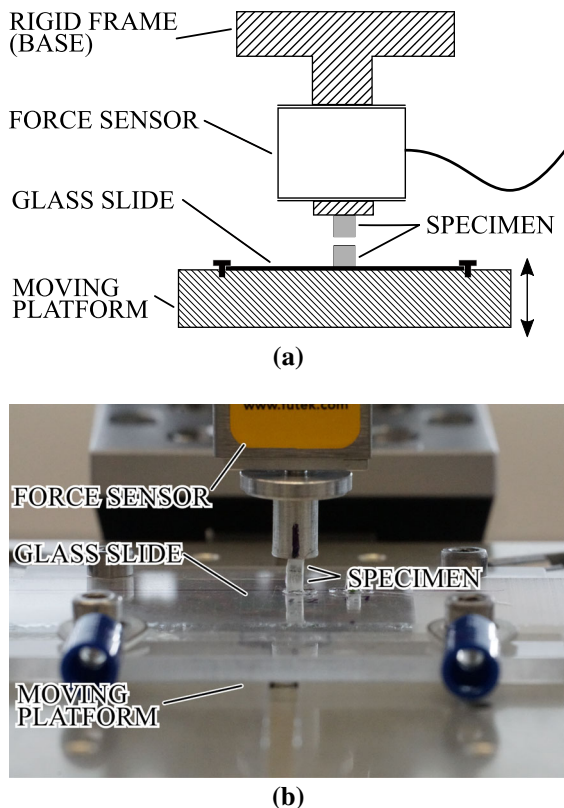 RIGID FRAME
(BASE)
FORCE SENSOR
GLASS SLIDE
SPECIMEN
MOVING
PLATFORM
(a)
www.futek.com
FORCE SENSOR
GLASS SLIDE
SPECIMEN
MOVING
PLATFORM
(b)